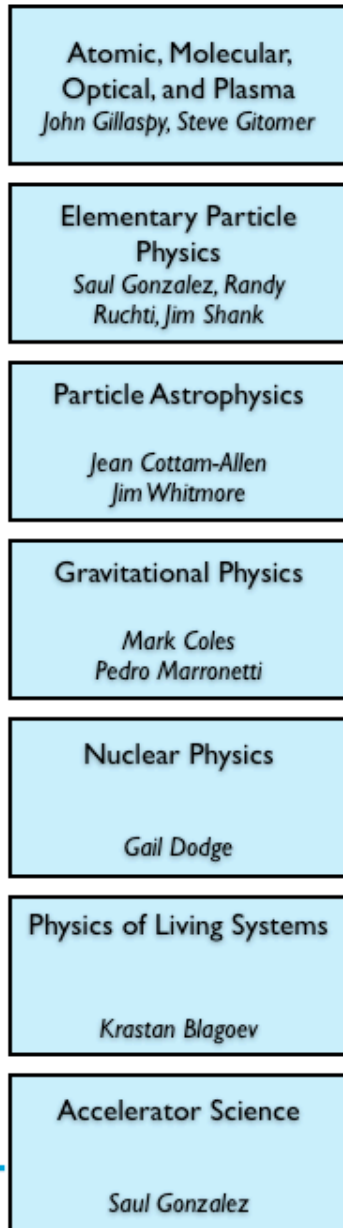 Atomic, Molecular,
Optical, and Plasma
John Gillaspy, Steve Gitomer
Elementary Particle
Physics
Saul Gonzalez, Randy
Ruchti, Jim Shank
Particle Astrophysics
Jean Cottam-Allen
Jim Whitmore
Gravitational Physics
Mark Coles
Pedro Marronetti
Nuclear Physics
Gail Dodge
Physics of Living Systems
Krastan Blagoev
Accelerator Science
Saul Gonzalez